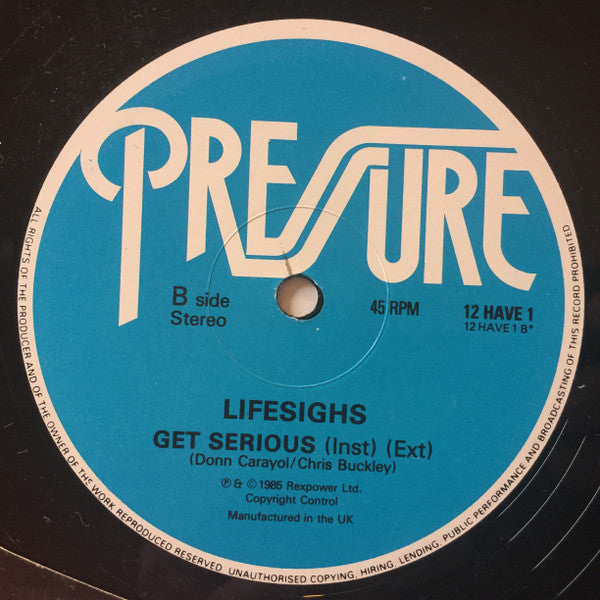 PRESSURE
B side
Stereo
45 RPM
12 HAVE 1
12 HAVE 1 B*
LIFESIGHS
GET SERIOUS (Inst) (Ext)
(Donn Carayol/Chris Buckley)
℗ & © 1985 Rexpower Ltd.
Copyright Control
Manufactured in the UK
ALL RIGHTS OF THE PRODUCER AND OF THE OWNER OF THE WORK REPRODUCED RESERVED. UNAUTHORISED COPYING, HIRING, LENDING, PUBLIC PERFORMANCE AND BROADCASTING OF THIS RECORD PROHIBITED